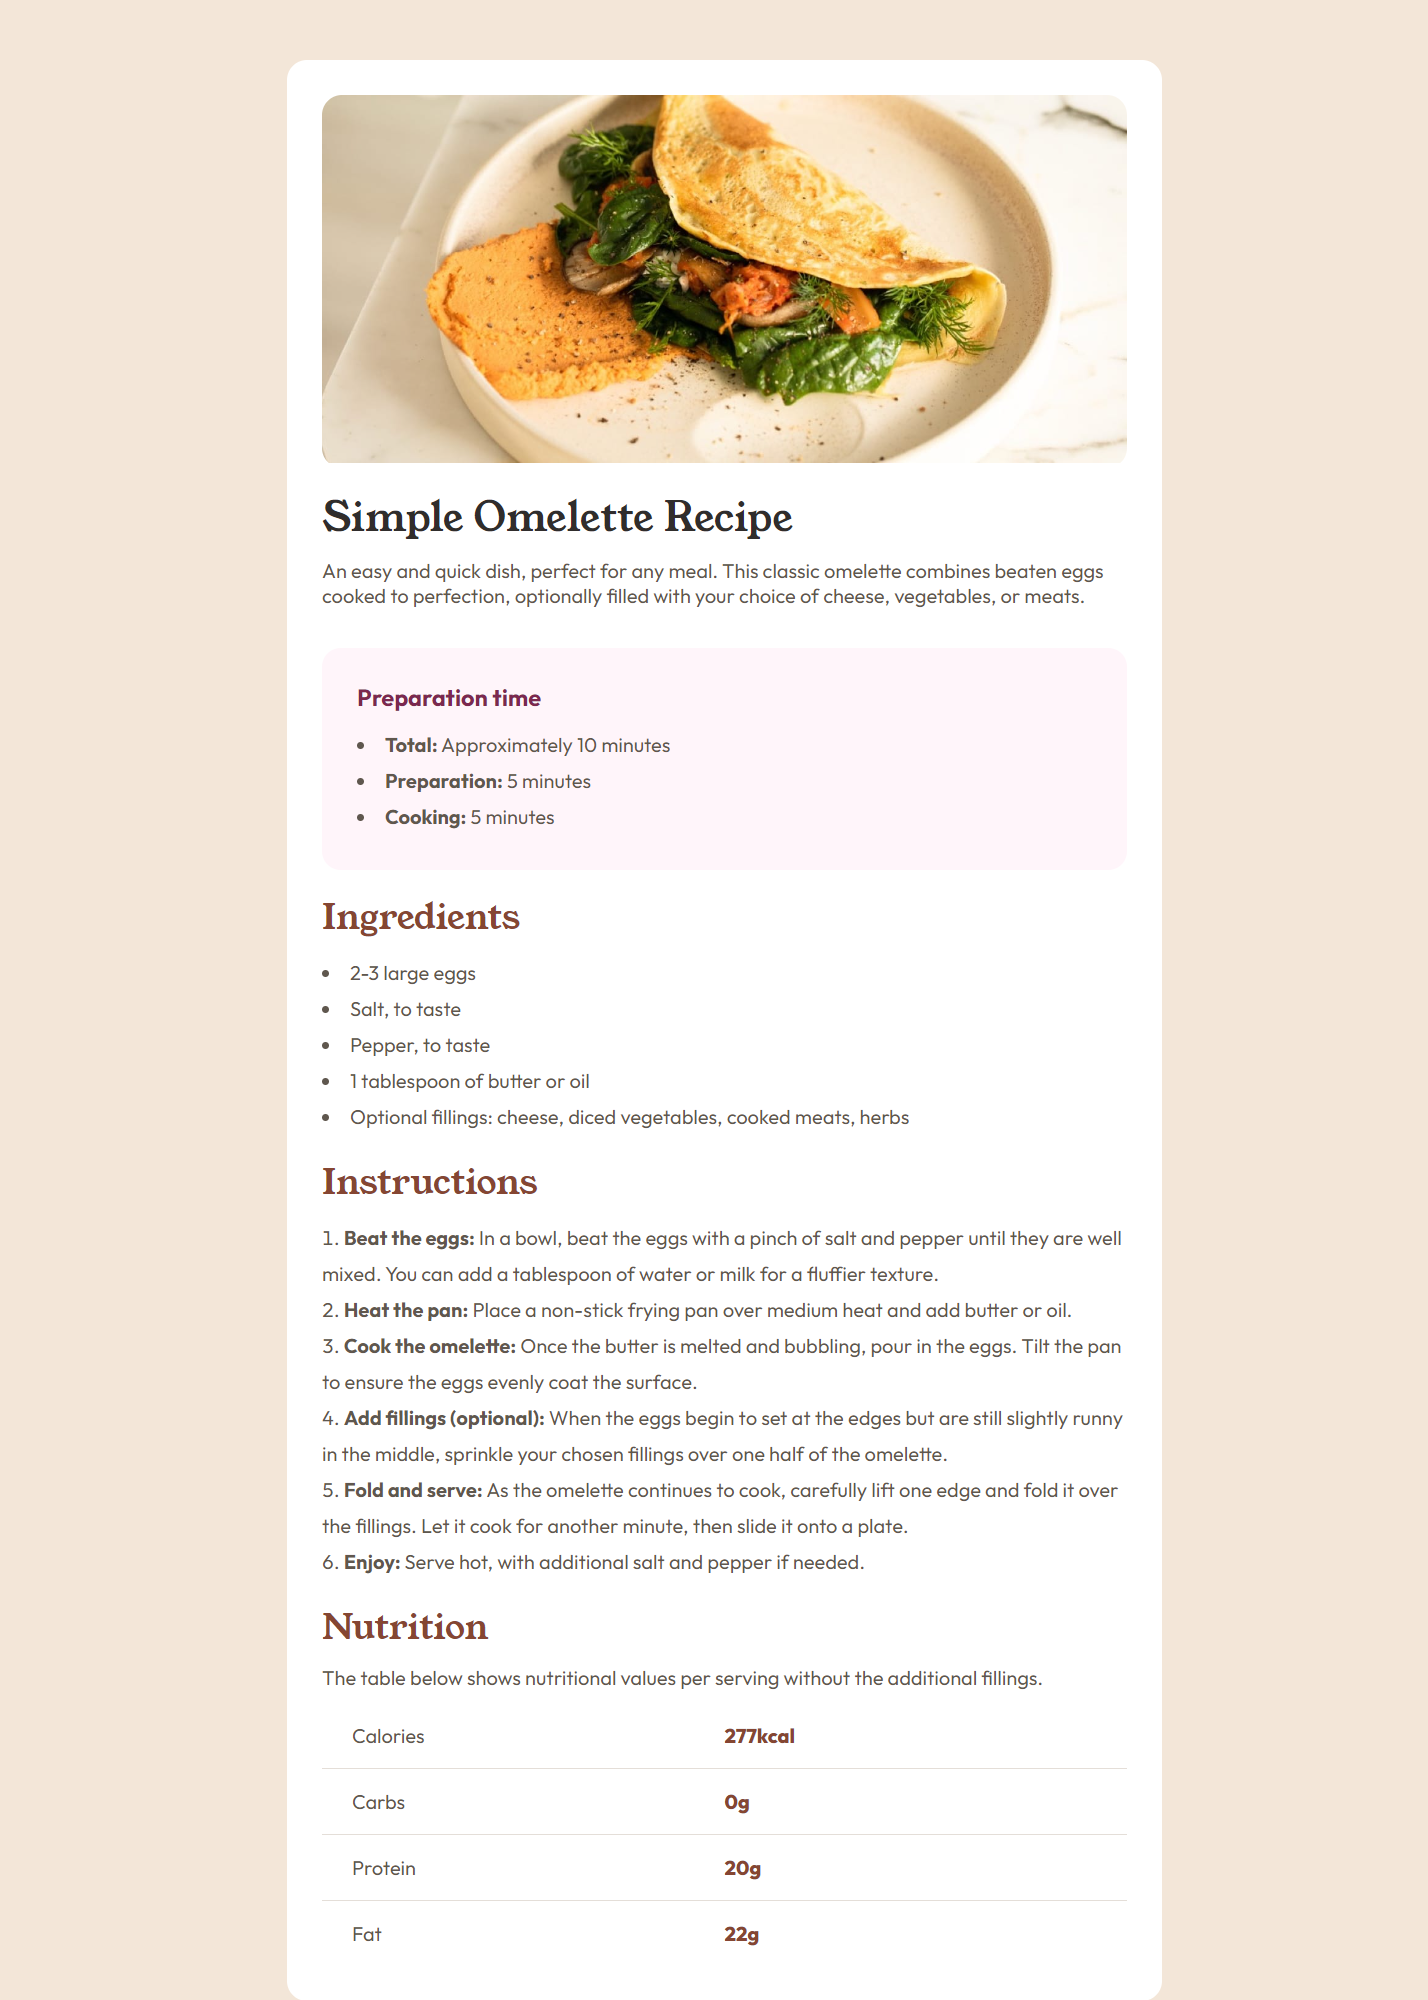 Simple Omelette Recipe
An easy and quick dish, perfect for any meal. This classic omelette combines beaten eggs
cooked to perfection, optionally filled with your choice of cheese, vegetables, or meats.
Preparation time
• Total: Approximately 10 minutes
• Preparation: 5 minutes
• Cooking: 5 minutes
Ingredients
• 2-3 large eggs
• Salt, to taste
• Pepper, to taste
• 1 tablespoon of butter or oil
• Optional fillings: cheese, diced vegetables, cooked meats, herbs
Instructions
1. Beat the eggs: In a bowl, beat the eggs with a pinch of salt and pepper until they are well
mixed. You can add a tablespoon of water or milk for a fluffier texture.
2. Heat the pan: Place a non-stick frying pan over medium heat and add butter or oil.
3. Cook the omelette: Once the butter is melted and bubbling, pour in the eggs. Tilt the pan
to ensure the eggs evenly coat the surface.
4. Add fillings (optional): When the eggs begin to set at the edges but are still slightly runny
in the middle, sprinkle your chosen fillings over one half of the omelette.
5. Fold and serve: As the omelette continues to cook, carefully lift one edge and fold it over
the fillings. Let it cook for another minute, then slide it onto a plate.
6. Enjoy: Serve hot, with additional salt and pepper if needed.
Nutrition
The table below shows nutritional values per serving without the additional fillings.
Calories 277kcal
Carbs 0g
Protein 20g
Fat 22g